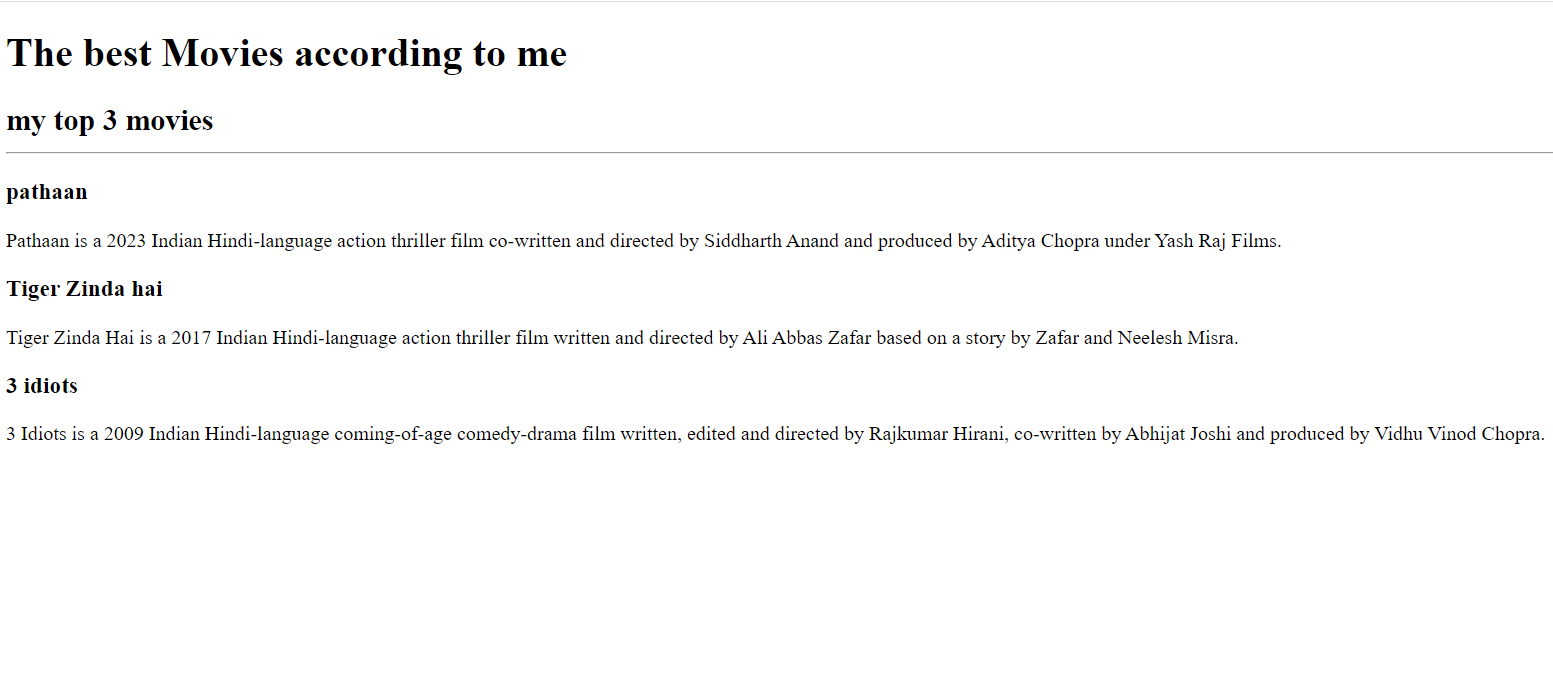 The best Movies according to me
my top 3 movies
pathaan
Pathaan is a 2023 Indian Hindi-language action thriller film co-written and directed by Siddharth Anand and produced by Aditya Chopra under Yash Raj Films.
Tiger Zinda hai
Tiger Zinda Hai is a 2017 Indian Hindi-language action thriller film written and directed by Ali Abbas Zafar based on a story by Zafar and Neelesh Misra.
3 idiots
3 Idiots is a 2009 Indian Hindi-language coming-of-age comedy-drama film written, edited and directed by Rajkumar Hirani, co-written by Abhijat Joshi and produced by Vidhu Vinod Chopra.